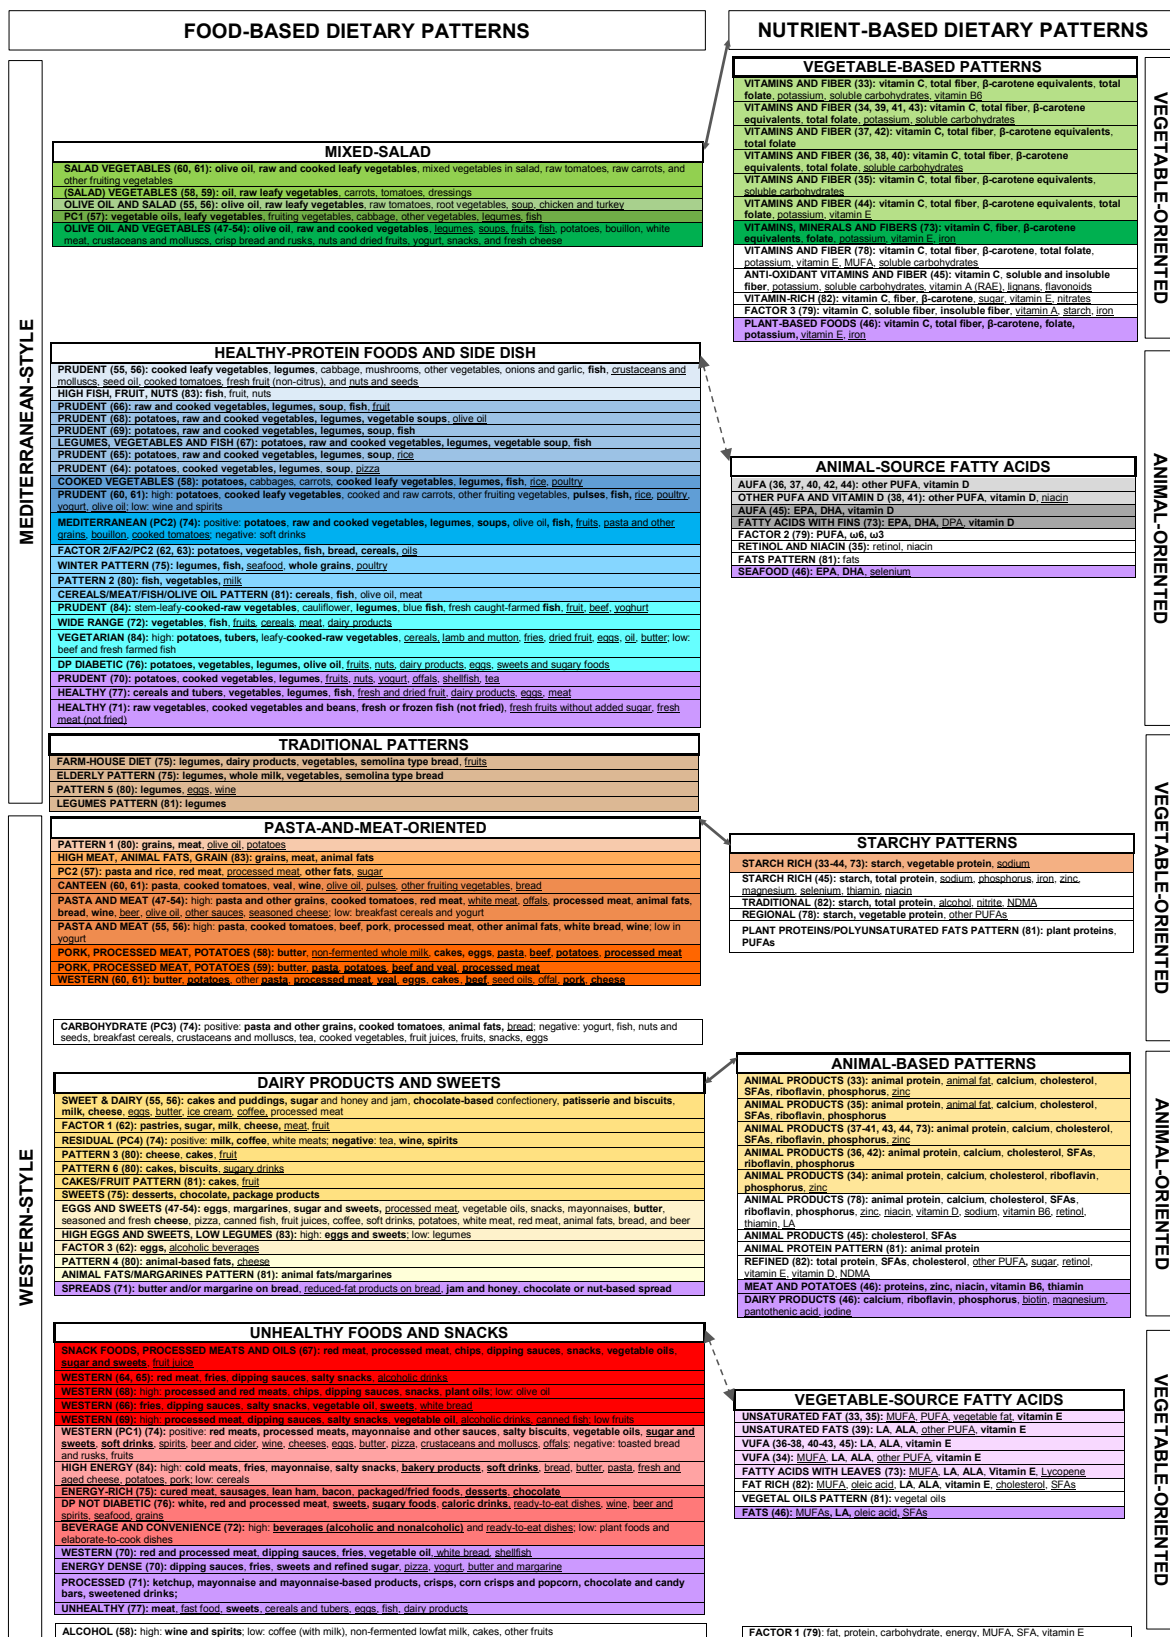 FOOD-BASED DIETARY PATTERNS
MEDITERRANEAN-STYLE
MIXED-SALAD
SALAD VEGETABLES (60, 61): olive oil, raw and cooked leafy vegetables, mixed vegetables in salad, raw tomatoes, raw carrots, and
other fruiting vegetables
(SALAD) VEGETABLES (58, 59): oil, raw leafy vegetables, carrots, tomatoes, dressings
OLIVE OIL AND SALAD (55, 56): olive oil, raw leafy vegetables, raw tomatoes, root vegetables, soup, chicken and turkey
PC1 (57): vegetable oils, leafy vegetables, fruiting vegetables, cabbage, other vegetables, legumes, fish
OLIVE OIL AND VEGETABLES (47-54): olive oil, raw and cooked vegetables, legumes, soups, fruits, fish, potatoes, bouillon, white
meat, crustaceans and molluscs, crisp bread and rusks, nuts and dried fruits, yogurt, snacks, and fresh cheese
HEALTHY-PROTEIN FOODS AND SIDE DISH
PRUDENT (55, 56): cooked leafy vegetables, legumes, cabbage, mushrooms, other vegetables, onions and garlic, fish, crustaceans and
molluscs, seed oil, cooked tomatoes, fresh fruit (non-citrus), and nuts and seeds
HIGH FISH, FRUIT, NUTS (83): fish, fruit, nuts
PRUDENT (66): raw and cooked vegetables, legumes, soup, fish, fruit
PRUDENT (68): potatoes, raw and cooked vegetables, legumes, vegetable soups, olive oil
PRUDENT (69): potatoes, raw and cooked vegetables, legumes, soup, fish
LEGUMES, VEGETABLES AND FISH (67): potatoes, raw and cooked vegetables, legumes, vegetable soup, fish
PRUDENT (65): potatoes, raw and cooked vegetables, legumes, soup, rice
PRUDENT (64): potatoes, cooked vegetables, legumes, soup, pizza
COOKED VEGETABLES (58): potatoes, cabbages, carrots, cooked leafy vegetables, legumes, fish, rice, poultry
PRUDENT (60, 61): high: potatoes, cooked leafy vegetables, cooked and raw carrots, other fruiting vegetables, pulses, fish, rice, poultry,
yogurt, olive oil; low: wine and spirits
MEDITERRANEAN (PC2) (74): positive: potatoes, raw and cooked vegetables, legumes, soups, olive oil, fish, fruits, pasta and other
grains, bouillon, cooked tomatoes; negative: soft drinks
FACTOR 2/FA2/PC2 (62, 63): potatoes, vegetables, fish, bread, cereals, oils
WINTER PATTERN (75): legumes, fish, seafood, whole grains, poultry
PATTERN 2 (80): fish, vegetables, milk
CEREALS/MEAT/FISH/OLIVE OIL PATTERN (81): cereals, fish, olive oil, meat
PRUDENT (84): stem-leafy-cooked-raw vegetables, cauliflower, legumes, blue fish, fresh caught-farmed fish, fruit, beef, yoghurt
WIDE RANGE (72): vegetables, fish, fruits, cereals, meat, dairy products
VEGETARIAN (84): high: potatoes, tubers, leafy-cooked-raw vegetables, cereals, lamb and mutton, fries, dried fruit, eggs, oil, butter; low:
beef and fresh farmed fish
DP DIABETIC (76): potatoes, vegetables, legumes, olive oil, fruits, nuts, dairy products, eggs, sweets and sugary foods
PRUDENT (70): potatoes, cooked vegetables, legumes, fruits, nuts, yogurt, offals, shellfish, tea
HEALTHY (77): cereals and tubers, vegetables, legumes, fish, fresh and dried fruit, dairy products, eggs, meat
HEALTHY (71): raw vegetables, cooked vegetables and beans, fresh or frozen fish (not fried), fresh fruits without added sugar, fresh
meat (not fried)
TRADITIONAL PATTERNS
FARM-HOUSE DIET (75): legumes, dairy products, vegetables, semolina type bread, fruits
ELDERLY PATTERN (75): legumes, whole milk, vegetables, semolina type bread
PATTERN 5 (80): legumes, eggs, wine
LEGUMES PATTERN (81): legumes
WESTERN-STYLE
PASTA-AND-MEAT-ORIENTED
PATTERN 1 (80): grains, meat, olive oil, potatoes
HIGH MEAT, ANIMAL FATS, GRAIN (83): grains, meat, animal fats
PC2 (57): pasta and rice, red meat, processed meat, other fats, sugar
CANTEEN (60, 61): pasta, cooked tomatoes, veal, wine, olive oil, pulses, other fruiting vegetables, bread
PASTA AND MEAT (47-54): high: pasta and other grains, cooked tomatoes, red meat, white meat, offals, processed meat, animal fats,
bread, wine, beer, olive oil, other sauces, seasoned cheese; low: breakfast cereals and yogurt
PASTA AND MEAT (55, 56): high: pasta, cooked tomatoes, beef, pork, processed meat, other animal fats, white bread, wine; low in
yogurt
PORK, PROCESSED MEAT, POTATOES (58): butter, non-fermented whole milk, cakes, eggs, pasta, beef, potatoes, processed meat
PORK, PROCESSED MEAT, POTATOES (59): butter, pasta, potatoes, beef and veal, processed meat
WESTERN (60, 61): butter, potatoes, other pasta, processed meat, veal, eggs, cakes, beef, seed oils, offal, pork, cheese
CARBOHYDRATE (PC3) (74): positive: pasta and other grains, cooked tomatoes, animal fats, bread; negative: yogurt, fish, nuts and
seeds, breakfast cereals, crustaceans and molluscs, tea, cooked vegetables, fruit juices, fruits, snacks, eggs
DAIRY PRODUCTS AND SWEETS
SWEET & DAIRY (55, 56): cakes and puddings, sugar and honey and jam, chocolate-based confectionery, patisserie and biscuits,
milk, cheese, eggs, butter, ice cream, coffee, processed meat
FACTOR 1 (62): pastries, sugar, milk, cheese, meat, fruit
RESIDUAL (PC4) (74): positive: milk, coffee, white meats; negative: tea, wine, spirits
PATTERN 3 (80): cheese, cakes, fruit
PATTERN 6 (80): cakes, biscuits, sugary drinks
CAKES/FRUIT PATTERN (81): cakes, fruit
SWEETS (75): desserts, chocolate, package products
EGGS AND SWEETS (47-54): eggs, margarines, sugar and sweets, processed meat, vegetable oils, snacks, mayonnaises, butter,
seasoned and fresh cheese, pizza, canned fish, fruit juices, coffee, soft drinks, potatoes, white meat, red meat, animal fats, bread, and beer
HIGH EGGS AND SWEETS, LOW LEGUMES (83): high: eggs and sweets; low: legumes
FACTOR 3 (62): eggs, alcoholic beverages
PATTERN 4 (80): animal-based fats, cheese
ANIMAL FATS/MARGARINES PATTERN (81): animal fats/margarines
SPREADS (71): butter and/or margarine on bread, reduced-fat products on bread, jam and honey, chocolate or nut-based spread
UNHEALTHY FOODS AND SNACKS
SNACK FOODS, PROCESSED MEATS AND OILS (67): red meat, processed meat, chips, dipping sauces, snacks, vegetable oils,
sugar and sweets, fruit juice
WESTERN (64, 65): red meat, fries, dipping sauces, salty snacks, alcoholic drinks
WESTERN (68): high: processed and red meats, chips, dipping sauces, snacks, plant oils; low: olive oil
WESTERN (66): fries, dipping sauces, salty snacks, vegetable oil, sweets, white bread
WESTERN (69): high: processed meat, dipping sauces, salty snacks, vegetable oil, alcoholic drinks, canned fish; low fruits
WESTERN (PC1) (74): positive: red meats, processed meats, mayonnaise and other sauces, salty biscuits, vegetable oils, sugar and
sweets, soft drinks, spirits, beer and cider, wine, cheeses, eggs, butter, pizza, crustaceans and molluscs, offals; negative: toasted bread
and rusks, fruits
HIGH ENERGY (84): high: cold meats, fries, mayonnaise, salty snacks, bakery products, soft drinks, bread, butter, pasta, fresh and
aged cheese, potatoes, pork; low: cereals
ENERGY-RICH (75): cured meat, sausages, lean ham, bacon, packaged/fried foods, desserts, chocolate
DP NOT DIABETIC (76): white, red and processed meat, sweets, sugary foods, caloric drinks, ready-to-eat dishes, wine, beer and
spirits, seafood, grains
BEVERAGE AND CONVENIENCE (72): high: beverages (alcoholic and nonalcoholic) and ready-to-eat dishes; low: plant foods and
elaborate-to-cook dishes
WESTERN (70): red and processed meat, dipping sauces, fries, vegetable oil, white bread, shellfish
ENERGY DENSE (70): dipping sauces, fries, sweets and refined sugar, pizza, yogurt, butter and margarine
PROCESSED (71): ketchup, mayonnaise and mayonnaise-based products, crisps, corn crisps and popcorn, chocolate and candy
bars, sweetened drinks;
UNHEALTHY (77): meat, fast food, sweets, cereals and tubers, eggs, fish, dairy products
ALCOHOL (58): high: wine and spirits; low: coffee (with milk), non-fermented lowfat milk, cakes, other fruits
NUTRIENT-BASED DIETARY PATTERNS
VEGETABLE-ORIENTED
VEGETABLE-BASED PATTERNS
VITAMINS AND FIBER (33): vitamin C, total fiber, β-carotene equivalents, total
folate, potassium, soluble carbohydrates, vitamin B6
VITAMINS AND FIBER (34, 39, 41, 43): vitamin C, total fiber, β-carotene
equivalents, total folate, potassium, soluble carbohydrates
VITAMINS AND FIBER (37, 42): vitamin C, total fiber, β-carotene equivalents,
total folate
VITAMINS AND FIBER (36, 38, 40): vitamin C, total fiber, β-carotene
equivalents, total folate, soluble carbohydrates
VITAMINS AND FIBER (35): vitamin C, total fiber, β-carotene equivalents,
soluble carbohydrates
VITAMINS AND FIBER (44): vitamin C, total fiber, β-carotene equivalents, total
folate, potassium, vitamin E
VITAMINS, MINERALS AND FIBERS (73): vitamin C, fiber, β-carotene
equivalents, folate, potassium, vitamin E, iron
VITAMINS AND FIBER (78): vitamin C, total fiber, β-carotene, total folate,
potassium, vitamin E, MUFA, soluble carbohydrates
ANTI-OXIDANT VITAMINS AND FIBER (45): vitamin C, soluble and insoluble
fiber, potassium, soluble carbohydrates, vitamin A (RAE), lignans, flavonoids
VITAMIN-RICH (82): vitamin C, fiber, β-carotene, sugar, vitamin E, nitrates
FACTOR 3 (79): vitamin C, soluble fiber, insoluble fiber, vitamin A, starch, iron
PLANT-BASED FOODS (46): vitamin C, total fiber, β-carotene, folate,
potassium, vitamin E, iron
ANIMAL-ORIENTED
ANIMAL-SOURCE FATTY ACIDS
AUFA (36, 37, 40, 42, 44): other PUFA, vitamin D
OTHER PUFA AND VITAMIN D (38, 41): other PUFA, vitamin D, niacin
AUFA (45): EPA, DHA, vitamin D
FATTY ACIDS WITH FINS (73): EPA, DHA, DPA, vitamin D
FACTOR 2 (79): PUFA, ω6, ω3
RETINOL AND NIACIN (35): retinol, niacin
FATS PATTERN (81): fats
SEAFOOD (46): EPA, DHA, selenium
VEGETABLE-ORIENTED
STARCHY PATTERNS
STARCH RICH (33-44, 73): starch, vegetable protein, sodium
STARCH RICH (45): starch, total protein, sodium, phosphorus, iron, zinc,
magnesium, selenium, thiamin, niacin
TRADITIONAL (82): starch, total protein, alcohol, nitrite, NDMA
REGIONAL (78): starch, vegetable protein, other PUFAs
PLANT PROTEINS/POLYUNSATURATED FATS PATTERN (81): plant proteins,
PUFAs
ANIMAL-ORIENTED
ANIMAL-BASED PATTERNS
ANIMAL PRODUCTS (33): animal protein, animal fat, calcium, cholesterol,
SFAs, riboflavin, phosphorus, zinc
ANIMAL PRODUCTS (35): animal protein, animal fat, calcium, cholesterol,
SFAs, riboflavin, phosphorus
ANIMAL PRODUCTS (37-41, 43, 44, 73): animal protein, calcium, cholesterol,
SFAs, riboflavin, phosphorus, zinc
ANIMAL PRODUCTS (36, 42): animal protein, calcium, cholesterol, SFAs,
riboflavin, phosphorus
ANIMAL PRODUCTS (34): animal protein, calcium, cholesterol, riboflavin,
phosphorus, zinc
ANIMAL PRODUCTS (78): animal protein, calcium, cholesterol, SFAs,
riboflavin, phosphorus, zinc, niacin, vitamin D, sodium, vitamin B6, retinol,
thiamin, LA
ANIMAL PRODUCTS (45): cholesterol, SFAs
ANIMAL PROTEIN PATTERN (81): animal protein
REFINED (82): total protein, SFAs, cholesterol, other PUFA, sugar, retinol,
vitamin E, vitamin D, NDMA
MEAT AND POTATOES (46): proteins, zinc, niacin, vitamin B6, thiamin
DAIRY PRODUCTS (46): calcium, riboflavin, phosphorus, biotin, magnesium,
pantothenic acid, iodine
VEGETABLE-ORIENTED
VEGETABLE-SOURCE FATTY ACIDS
UNSATURATED FAT (33, 35): MUFA, PUFA, vegetable fat, vitamin E
UNSATURATED FATS (39): LA, ALA, other PUFA, vitamin E
VUFA (36-38, 40-43, 45): LA, ALA, vitamin E
VUFA (34): MUFA, LA, ALA, other PUFA, vitamin E
FATTY ACIDS WITH LEAVES (73): MUFA, LA, ALA, Vitamin E, Lycopene
FAT RICH (82): MUFA, oleic acid, LA, ALA, vitamin E, cholesterol, SFAs
VEGETAL OILS PATTERN (81): vegetal oils
FATS (46): MUFAs, LA, oleic acid, SFAs
FACTOR 1 (79): fat, protein, carbohydrate, energy, MUFA, SFA, vitamin E